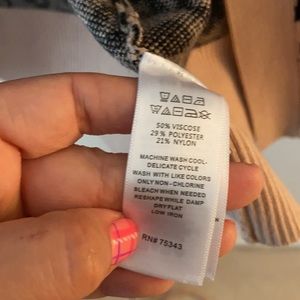 50% VISCOSE
29% POLYESTER
21% NYLON
MACHINE WASH COOL-
DELICATE CYCLE
WASH WITH LIKE COLORS
ONLY NON-CHLORINE
BLEACH WHEN NEEDED
RESHAPE WHILE DAMP
DRY FLAT
LOW IRON
RN# 75343